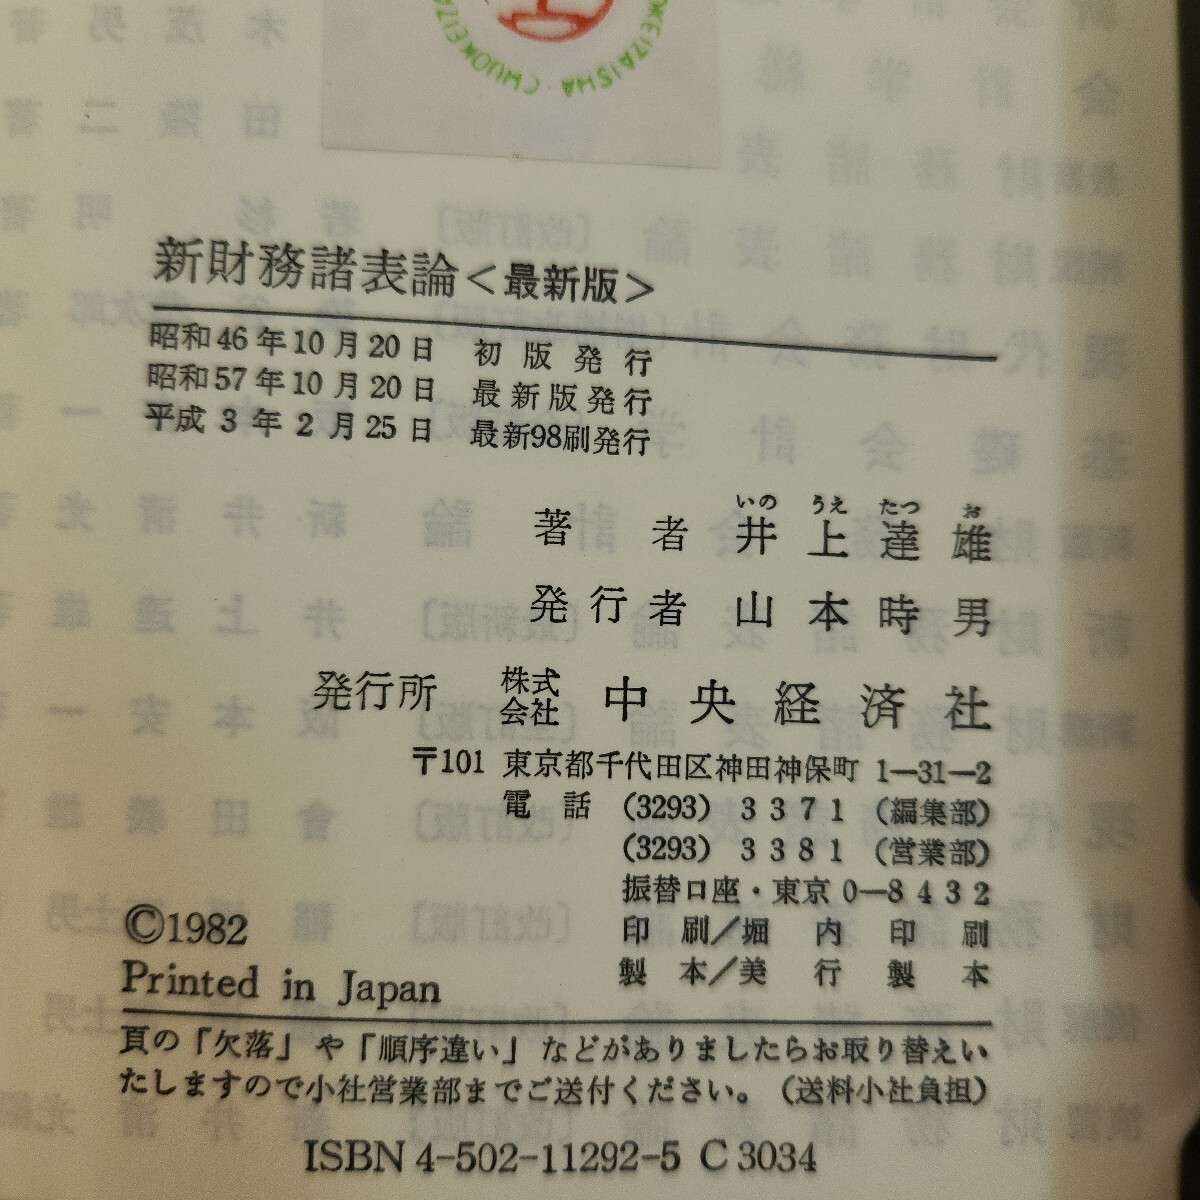 CHUOKEIZAISHA
新財務諸表論<最新版>
昭和46年10月20日 初版発行
昭和57年10月20日 最新版発行
平成3年2月25日 最新98刷発行
いのうえたつお
著者 井上達雄
発行者 山本時男
発行所 株式会社 中央経済社
〒101 東京都千代田区神田神保町1-31-2
電話 (3293) 3371 (編集部)
(3293) 3381 (営業部)
振替口座・東京0-8432
印刷/堀内印刷
製本/美行製本
©1982
Printed in Japan
頁の「欠落」や「順序違い」などがありましたらお取り替えい
たしますので小社営業部までご送付ください。(送料小社負担)
ISBN4-502-11292-5 C3034